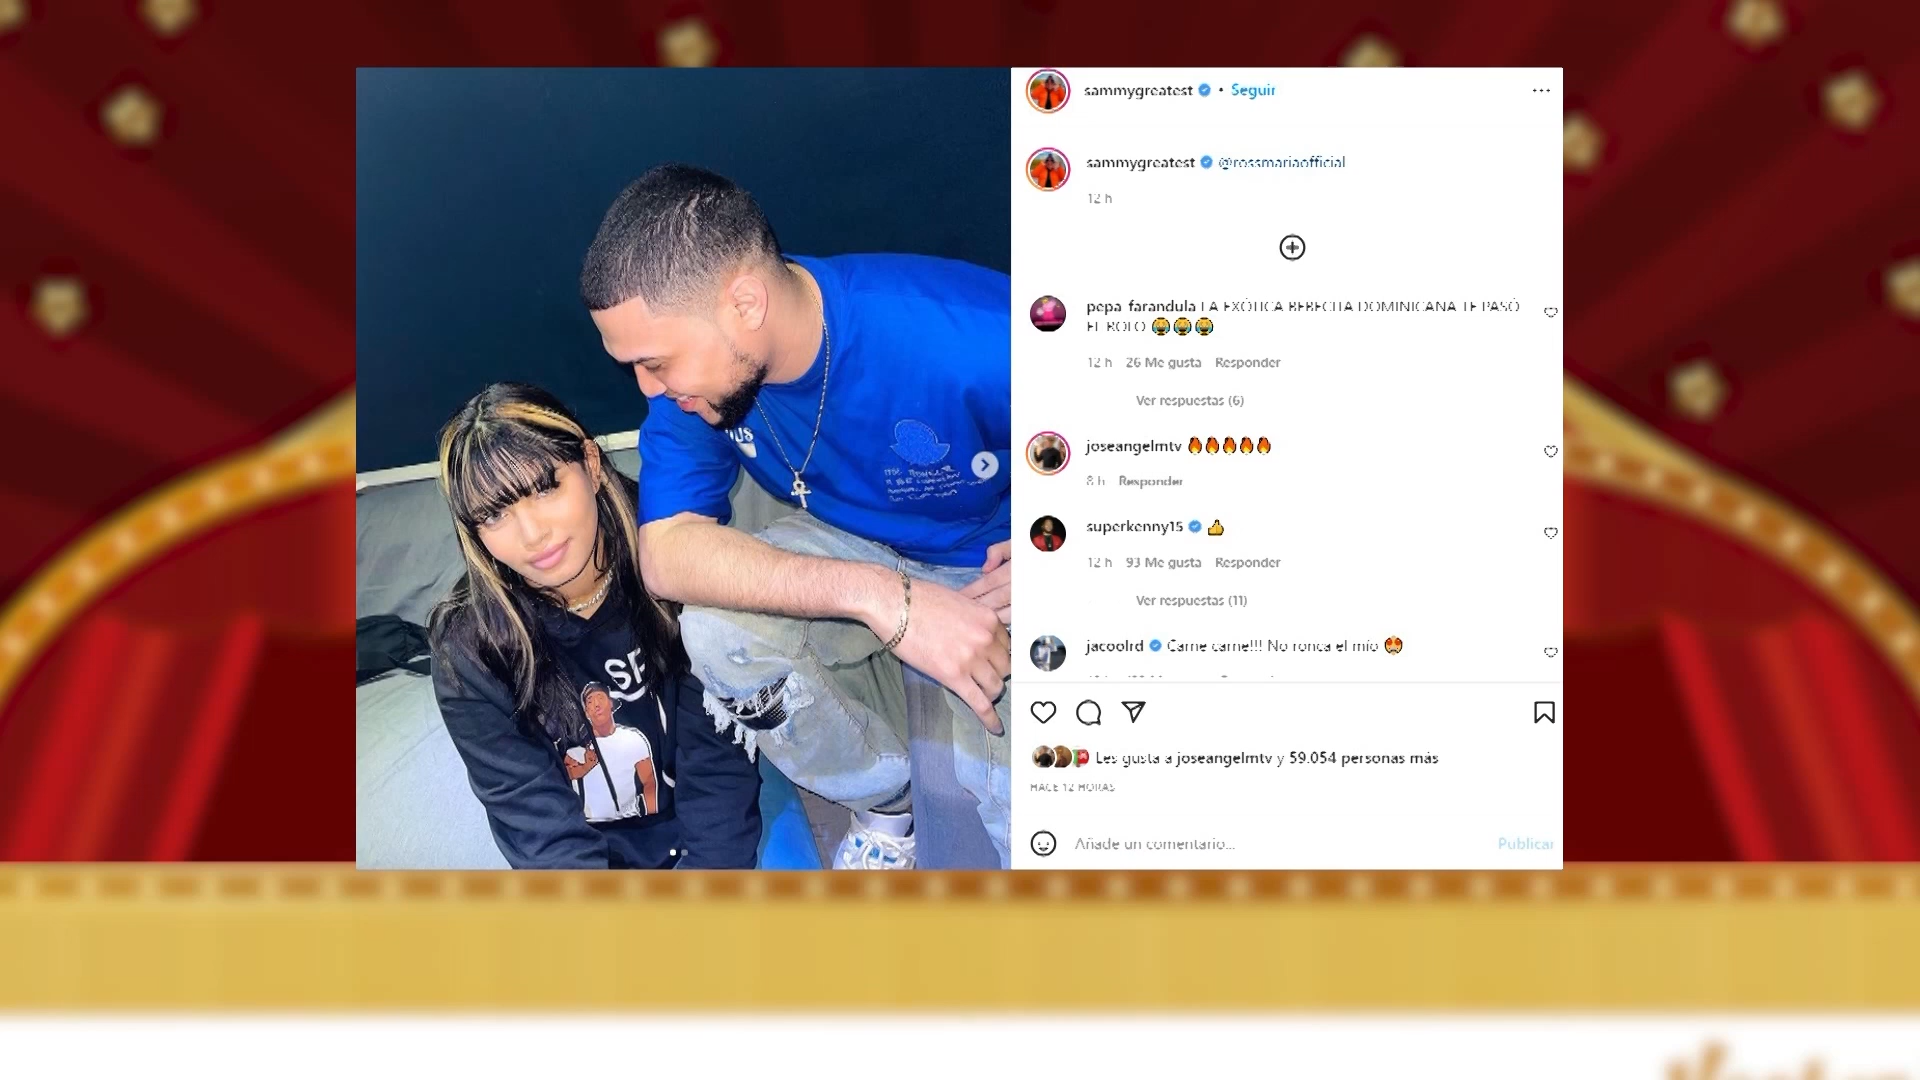 sammygreatest • Seguir
sammygreatest @rossmariaofficial
12 h
pepa_farandula LA EXÓTICA BEBECITA DOMINICANA TE PASÓ
EL ROLO 😭😭😭
12 h 26 Me gusta Responder
Ver respuestas (6)
joseangelmtv 🔥🔥🔥🔥🔥
8 h Responder
superkenny15 👍
12 h 93 Me gusta Responder
Ver respuestas (11)
jacoolrd Carne carne!!! No ronca el mío 😍
Les gusta a joseangelmtv y 59.054 personas más
HACE 12 HORAS
Añade un comentario...
Publicar
SF